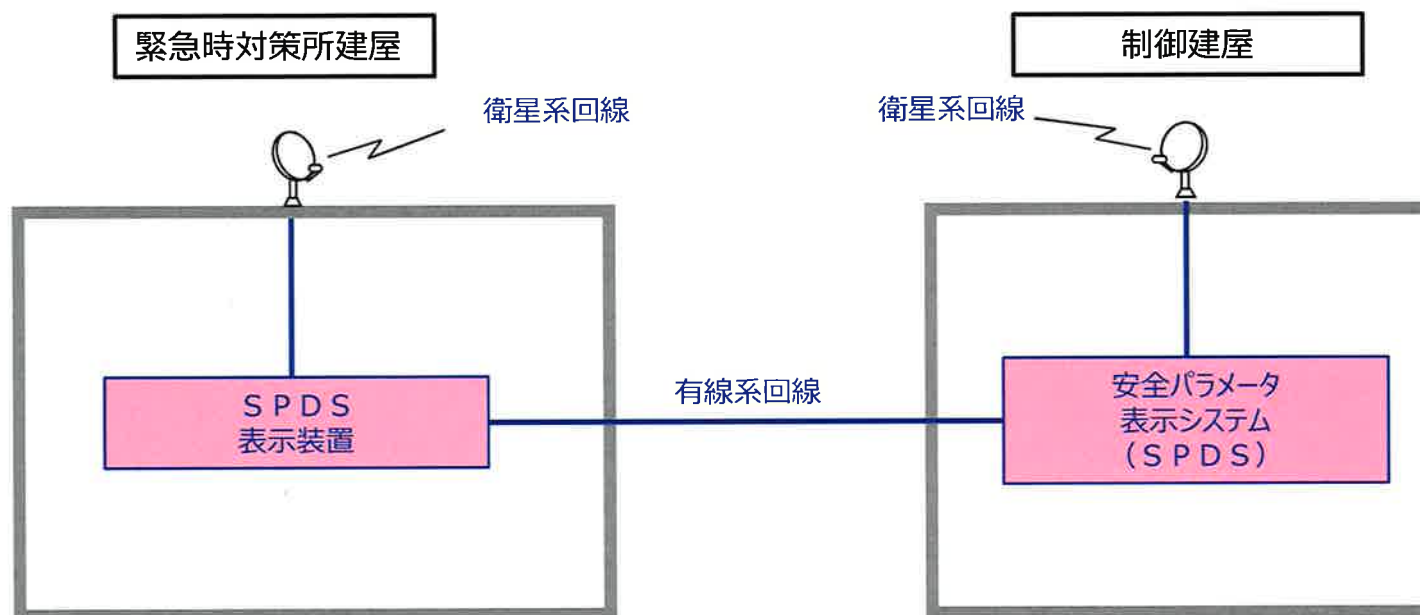 緊急時対策所建屋
制御建屋
衛星系回線
衛星系回線
ＳＰＤＳ
表示装置
有線系回線
安全パラメータ
表示システム
（ＳＰＤＳ）